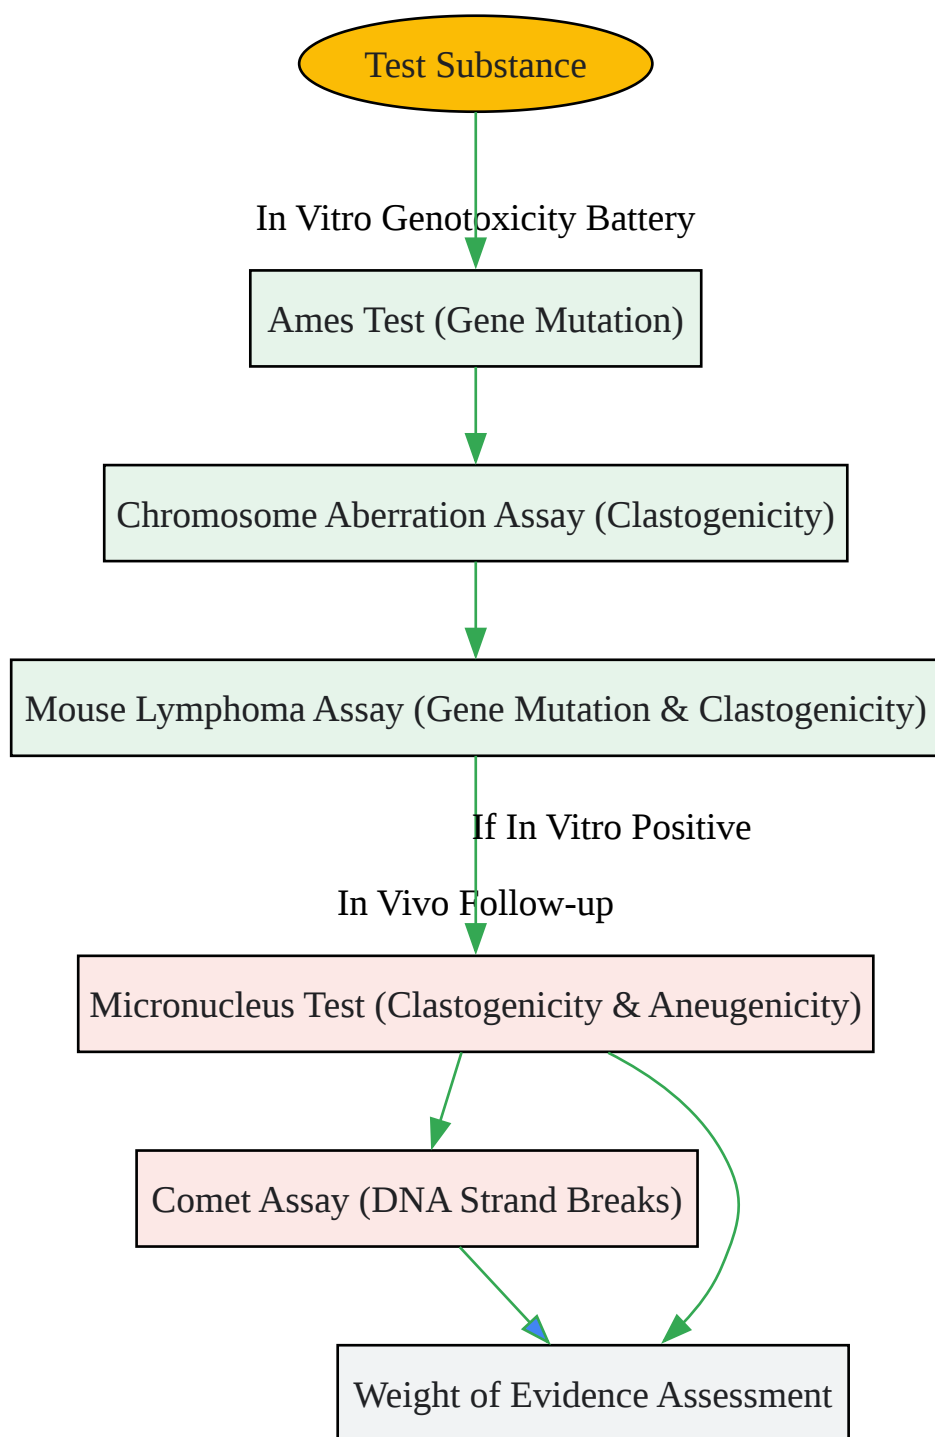 Test Substance
In Vitro Genotoxicity Battery
Ames Test (Gene Mutation)
Chromosome Aberration Assay (Clastogenicity)
Mouse Lymphoma Assay (Gene Mutation & Clastogenicity)
If In Vitro Positive
In Vivo Follow-up
Micronucleus Test (Clastogenicity & Aneugenicity)
Comet Assay (DNA Strand Breaks)
Weight of Evidence Assessment